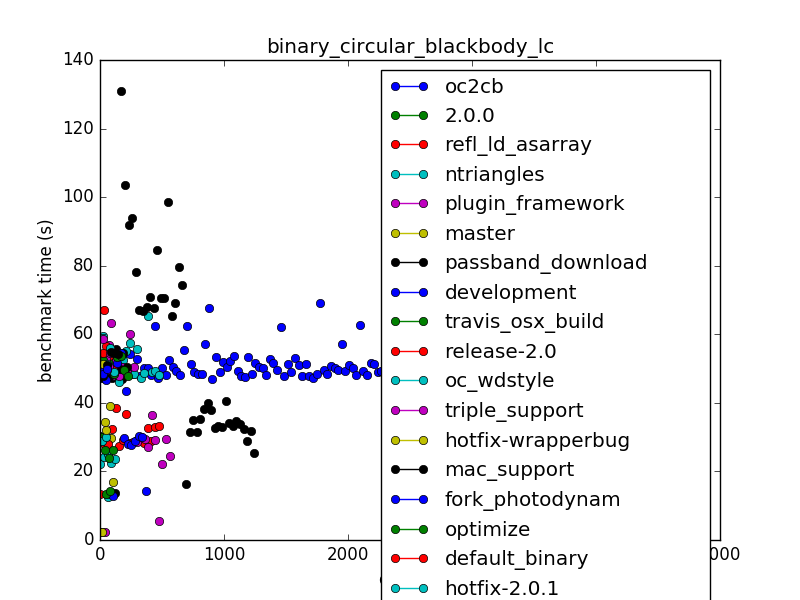 binary_circular_blackbody_lc
benchmark time (s)
140
120
100
80
60
40
20
0
0
1000
2000
000
oc2cb
2.0.0
refl_ld_asarray
ntriangles
plugin_framework
master
passband_download
development
travis_osx_build
release-2.0
oc_wdstyle
triple_support
hotfix-wrapperbug
mac_support
fork_photodynam
optimize
default_binary
hotfix-2.0.1